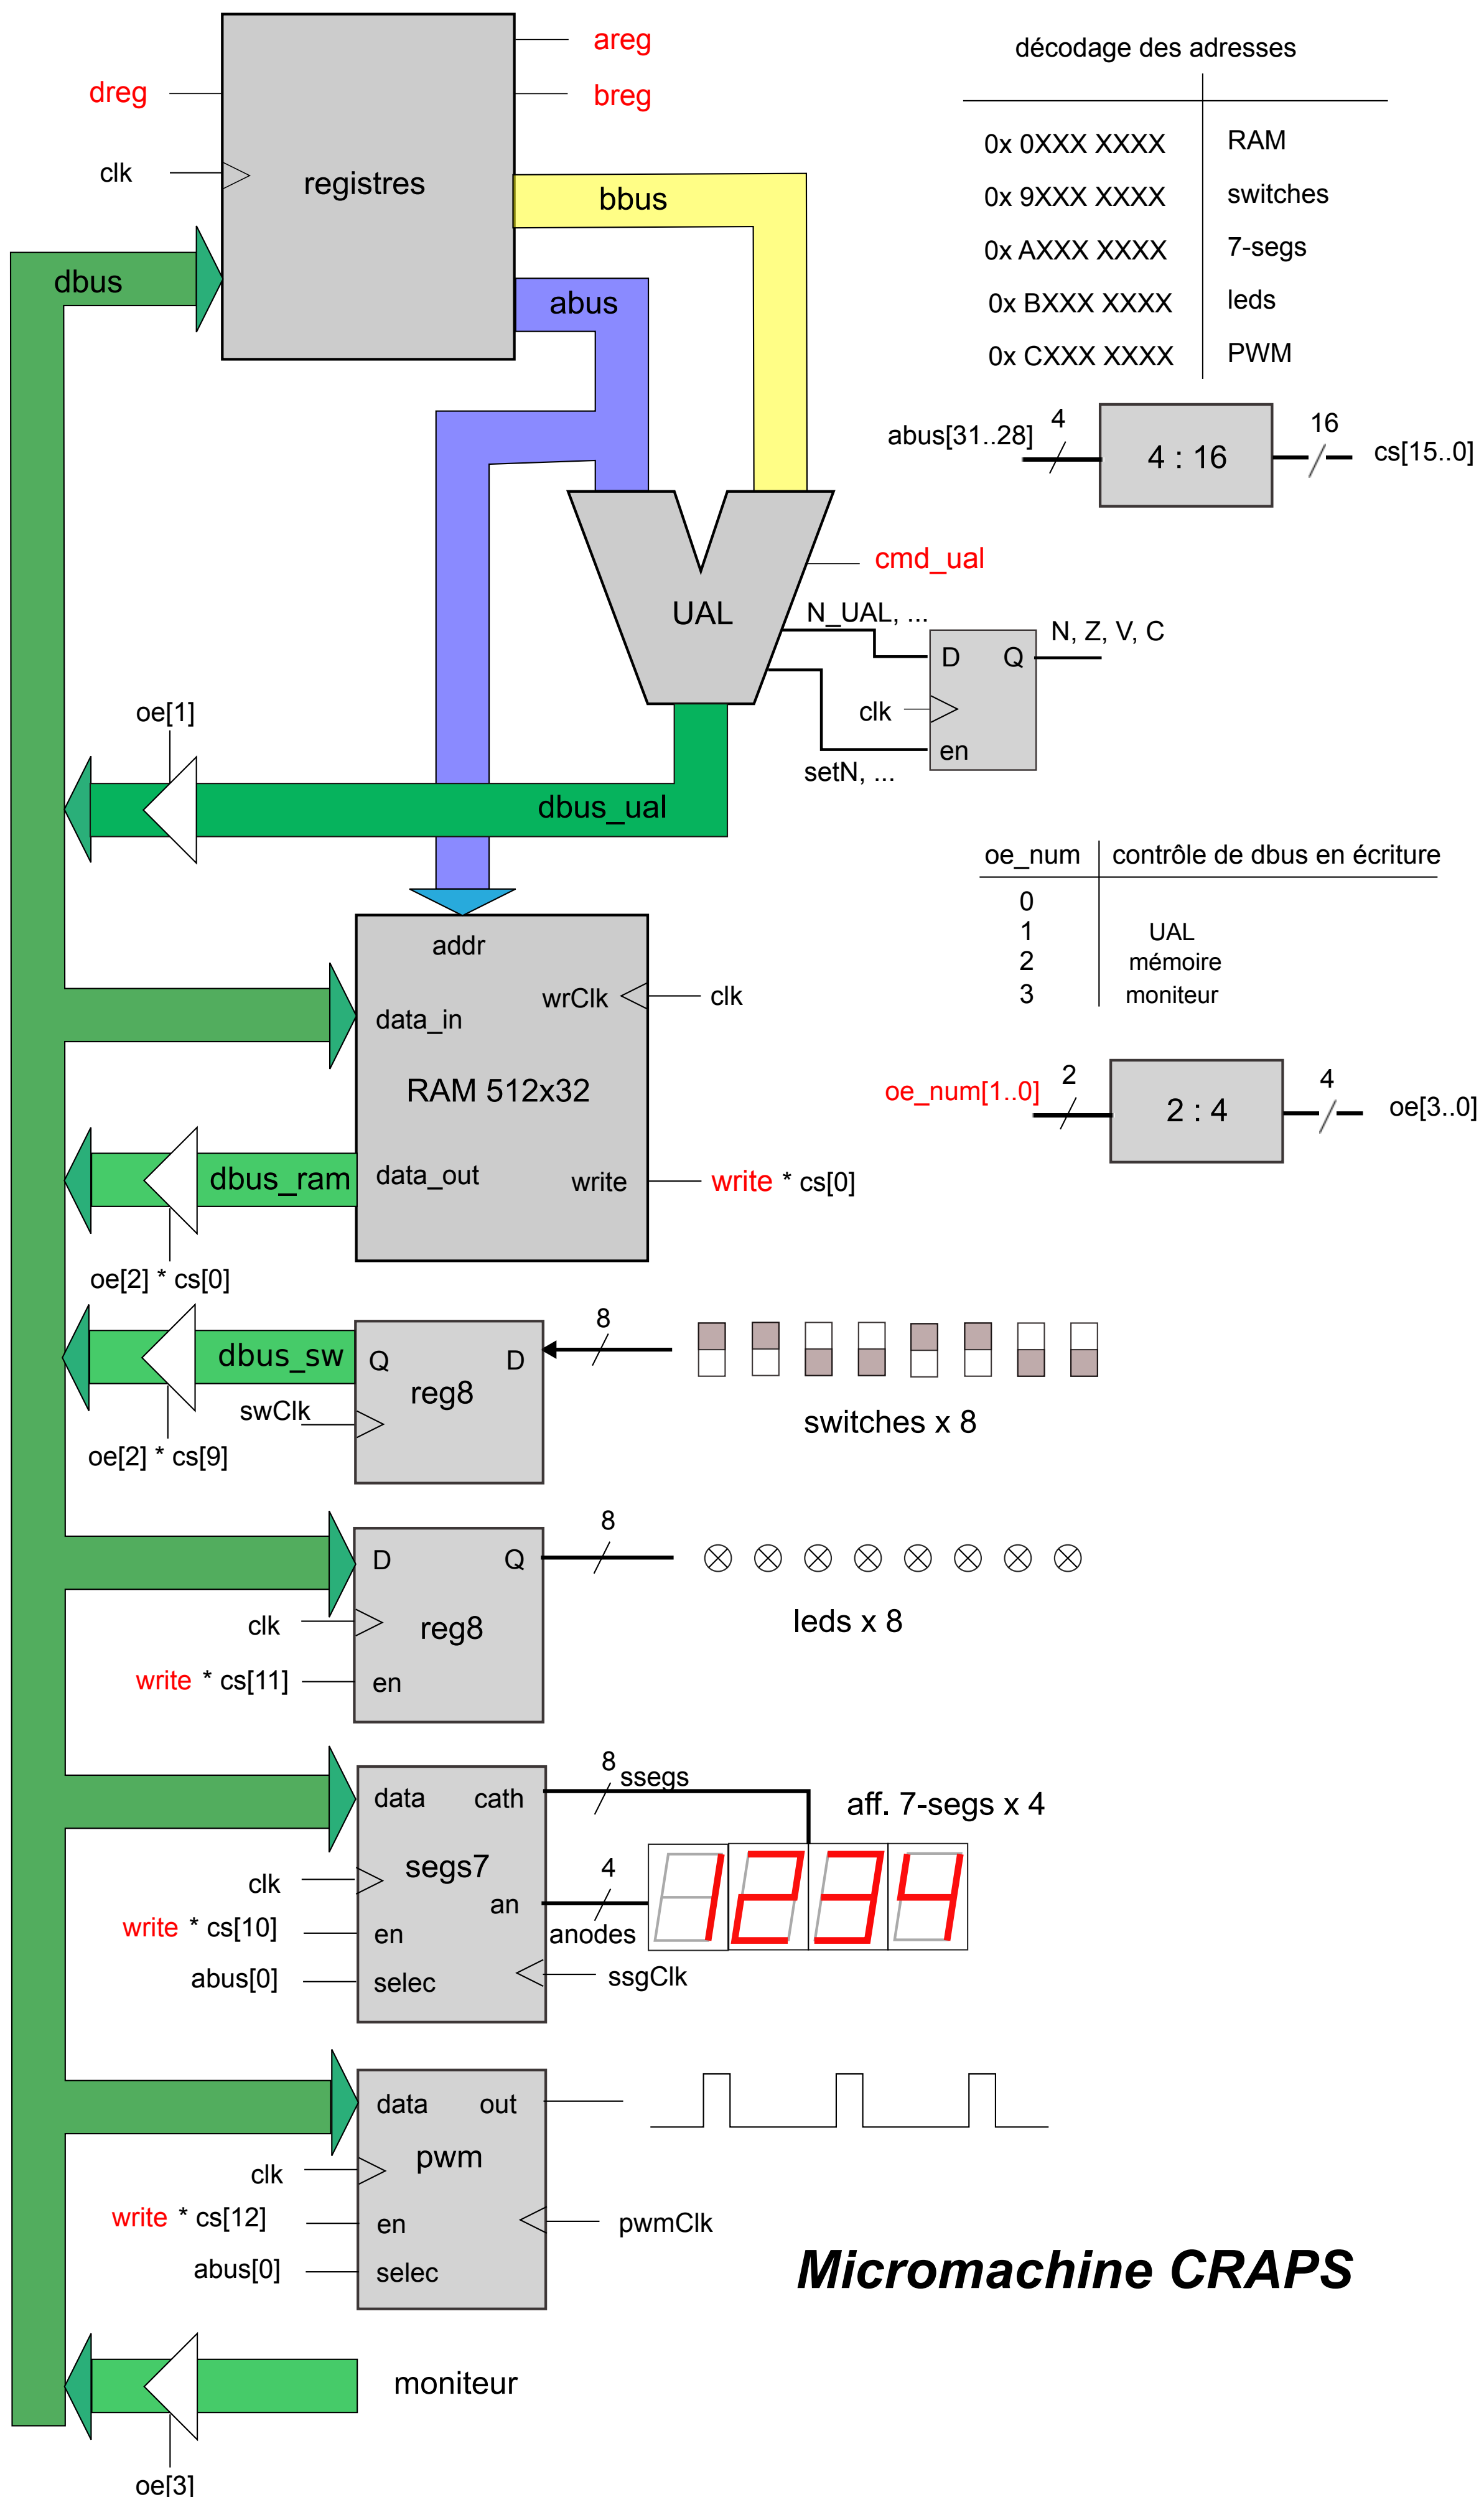 areg
dreg
breg
clk
registres
bbus
dbus
abus
décodage des adresses
0x 0XXX XXXX RAM
0x 9XXX XXXX switches
0x AXXX XXXX 7-segs
0x BXXX XXXX leds
0x CXXX XXXX PWM
abus[31..28]
4
4 : 16
16
cs[15..0]
cmd_ual
UAL
N_UAL, ...
N, Z, V, C
D Q
clk
en
setN, ...
oe[1]
dbus_ual
oe_num contrôle de dbus en écriture
0
1 UAL
2 mémoire
3 moniteur
oe_num[1..0]
2
2 : 4
4
oe[3..0]
addr
wrClk
clk
data_in
RAM 512x32
dbus_ram
data_out
write
write * cs[0]
oe[2] * cs[0]
dbus_sw
Q D
8
reg8
swClk
switches x 8
oe[2] * cs[9]
8
D Q
clk
reg8
leds x 8
write * cs[11]
en
8
ssegs
data cath
aff. 7-segs x 4
segs7
clk
4
an
1234
write * cs[10]
en
anodes
abus[0]
selec
ssgClk
data out
pwm
clk
write * cs[12]
en
pwmClk
abus[0]
selec
Micromachine CRAPS
moniteur
oe[3]